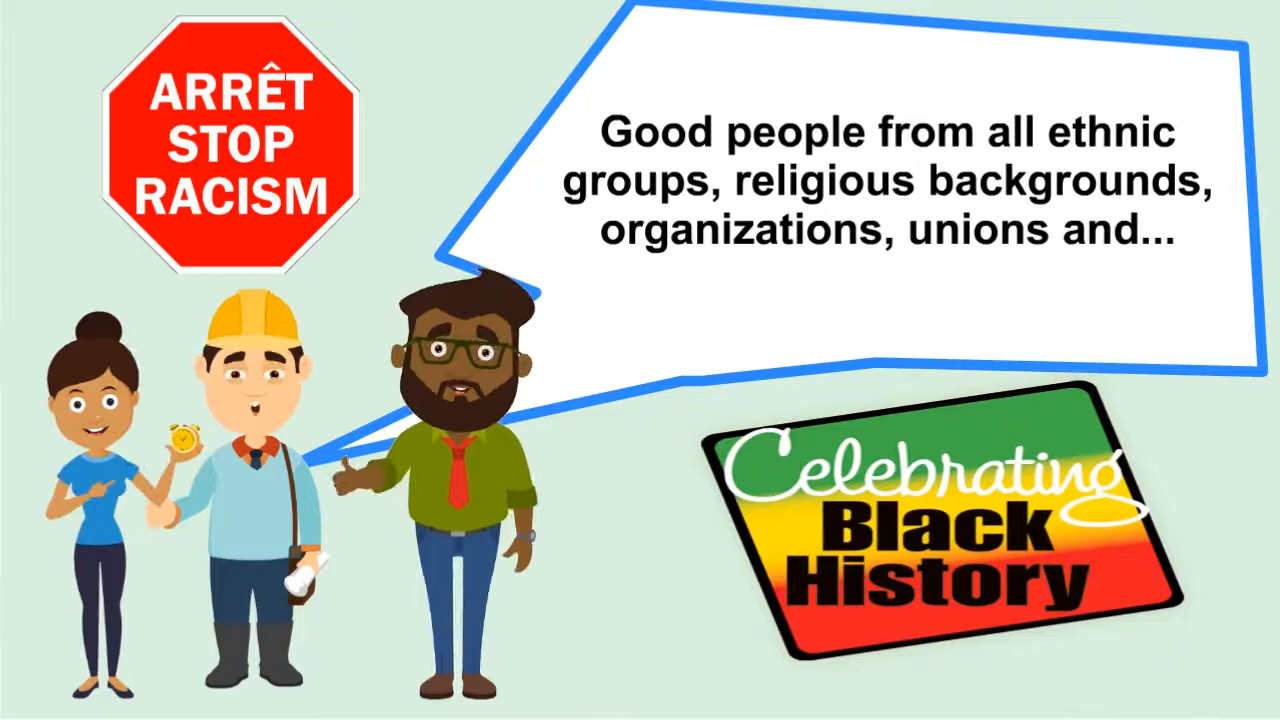 ARRÊT
STOP
RACISM
Good people from all ethnic
groups, religious backgrounds,
organizations, unions and...
Celebrating
Black
History